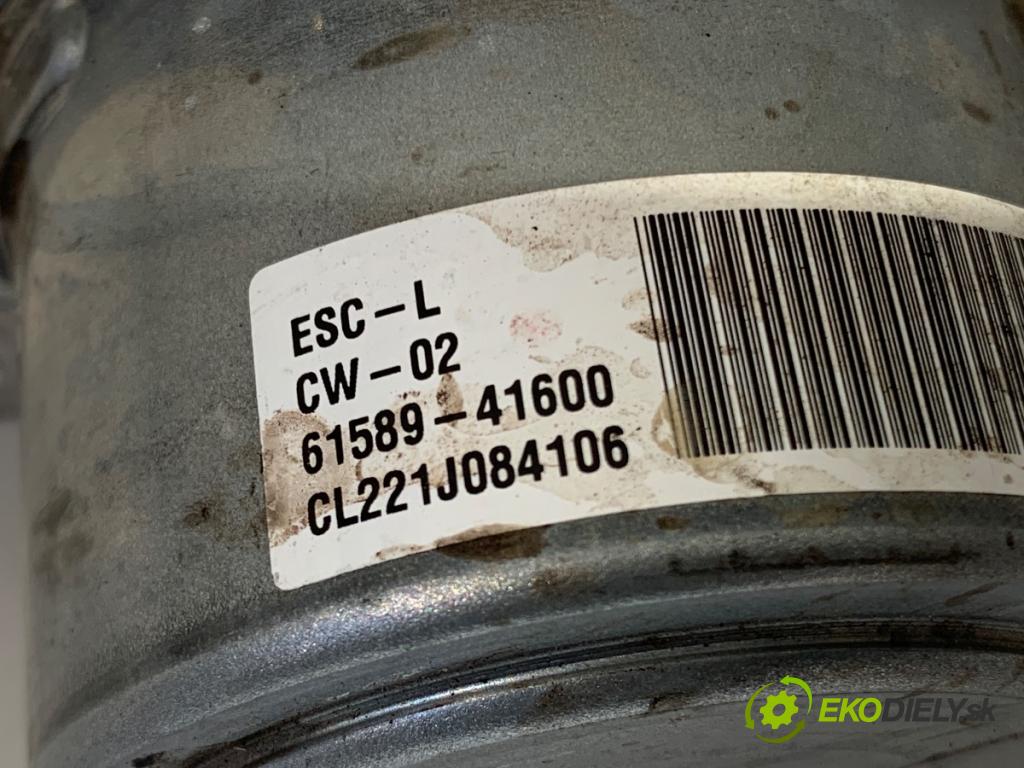 ESC-L
CW-02
61589-41600
CL221J084106
EKODIELY.sk